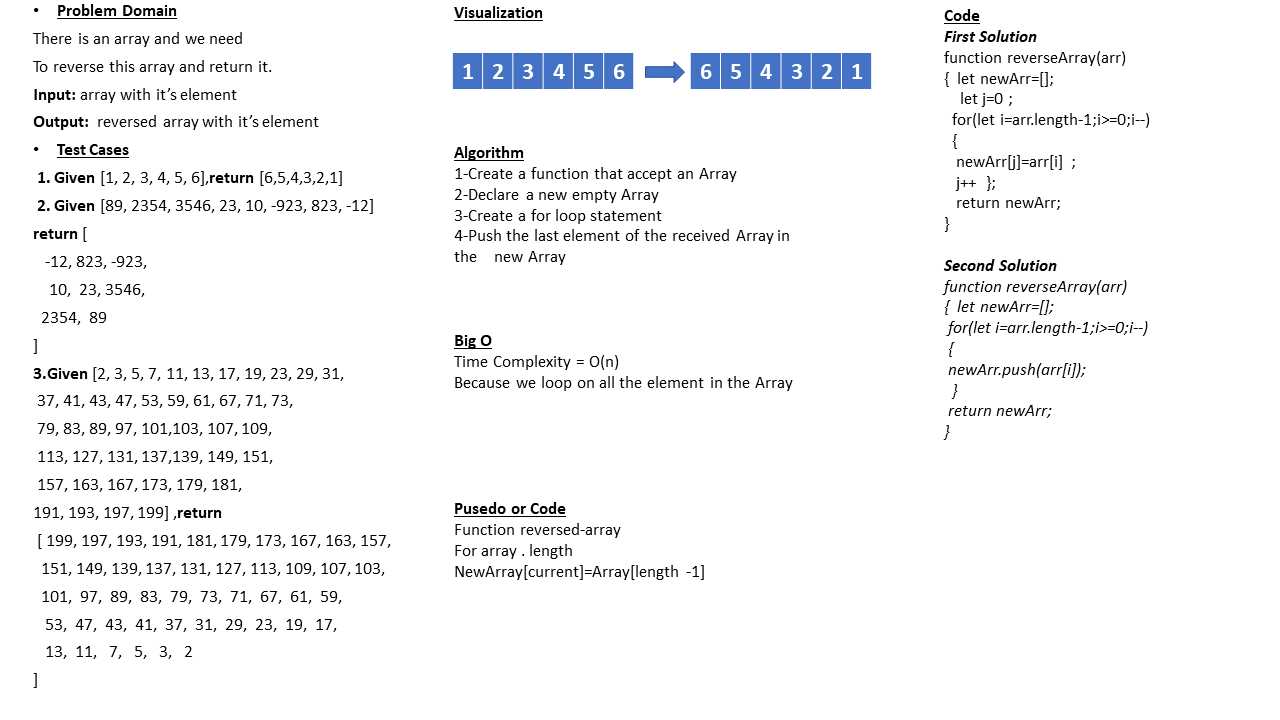 • Problem Domain
There is an array and we need
To reverse this array and return it.
Input: array with it's element
Output: reversed array with it's element
• Test Cases
1. Given [1, 2, 3, 4, 5, 6],return [6,5,4,3,2,1]
2. Given [89, 2354, 3546, 23, 10, -923, 823, -12]
return [
-12, 823, -923,
10, 23, 3546,
2354, 89
]
3.Given [2, 3, 5, 7, 11, 13, 17, 19, 23, 29, 31,
37, 41, 43, 47, 53, 59, 61, 67, 71, 73,
79, 83, 89, 97, 101,103, 107, 109,
113, 127, 131, 137,139, 149, 151,
157, 163, 167, 173, 179, 181,
191, 193, 197, 199] ,return
[ 199, 197, 193, 191, 181, 179, 173, 167, 163, 157,
151, 149, 139, 137, 131, 127, 113, 109, 107, 103,
101, 97, 89, 83, 79, 73, 71, 67, 61, 59,
53, 47, 43, 41, 37, 31, 29, 23, 19, 17,
13, 11, 7, 5, 3, 2
]
Visualization
1 2 3 4 5 6 6 5 4 3 2 1
Algorithm
1-Create a function that accept an Array
2-Declare a new empty Array
3-Create a for loop statement
4-Push the last element of the received Array in
the new Array
Big O
Time Complexity = O(n)
Because we loop on all the element in the Array
Pusedo or Code
Function reversed-array
For array . length
NewArray[current]=Array[length -1]
Code
First Solution
function reverseArray(arr)
{ let newArr=[];
let j=0 ;
for(let i=arr.length-1;i>=0;i--)
{
newArr[j]=arr[i] ;
j++ };
return newArr;
}
Second Solution
function reverseArray(arr)
{ let newArr=[];
for(let i=arr.length-1;i>=0;i--)
{
newArr.push(arr[i]);
}
return newArr;
}